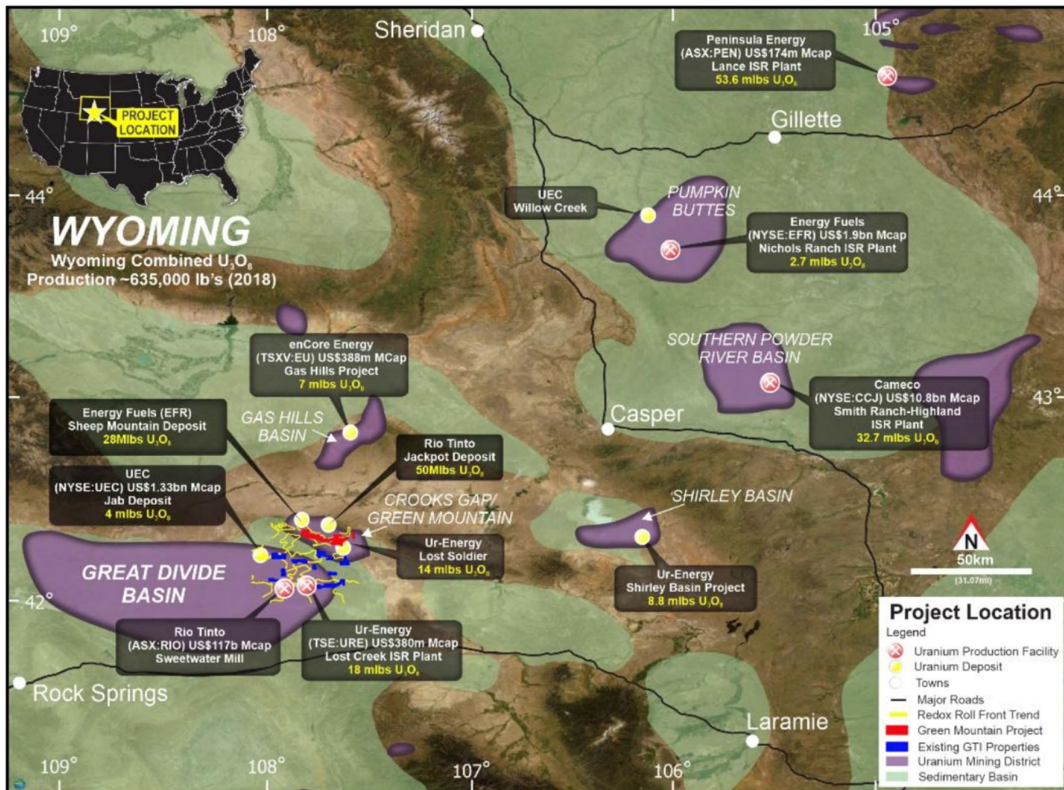 109°
108°
Sheridan
105°
Peninsula Energy
(ASX:PEN) US$174m Mcap
Lance ISR Plant
53.6 mlbs U₃O₈
PROJECT
LOCATION
Gillette
44°
44°
UEC
Willow Creek
PUMPKIN
BUTTES
WYOMING
Wyoming Combined U₃O₈
Production ~635,000 lb's (2018)
Energy Fuels
(NYSE:EFR) US$1.9bn Mcap
Nichols Ranch ISR Plant
2.7 mlbs U₃O₈
enCore Energy
(TSXV:EU) US$388m MCap
Gas Hills Project
7 mlbs U₃O₈
SOUTHERN POWDER
RIVER BASIN
43°
Cameco
(NYSE:CCJ) US$10.8bn Mcap
Smith Ranch-Highland
ISR Plant
32.7 mlbs U₃O₈
Energy Fuels (EFR)
Sheep Mountain Deposit
28Mlbs U₃O₈
GAS HILLS
BASIN
Casper
Rio Tinto
Jackpot Deposit
50Mlbs U₃O₈
UEC
(NYSE:UEC) US$1.33bn Mcap
Jab Deposit
4 mlbs U₃O₈
CROOKS GAP/
GREEN MOUNTAIN
SHIRLEY BASIN
Ur-Energy
Lost Soldier
14 mlbs U₃O₈
GREAT DIVIDE
BASIN
Ur-Energy
Shirley Basin Project
8.8 mlbs U₃O₈
N
50km
(31.07mi)
42°
Rio Tinto
(ASX:RIO) US$117b Mcap
Sweetwater Mill
Ur-Energy
(TSE:URE) US$380m Mcap
Lost Creek ISR Plant
18 mlbs U₃O₈
Rock Springs
Laramie
Project Location
Legend
Uranium Production Facility
Uranium Deposit
Towns
Major Roads
Redox Roll Front Trend
Green Mountain Project
Existing GTI Properties
Uranium Mining District
Sedimentary Basin
109°
108°
107°
106°